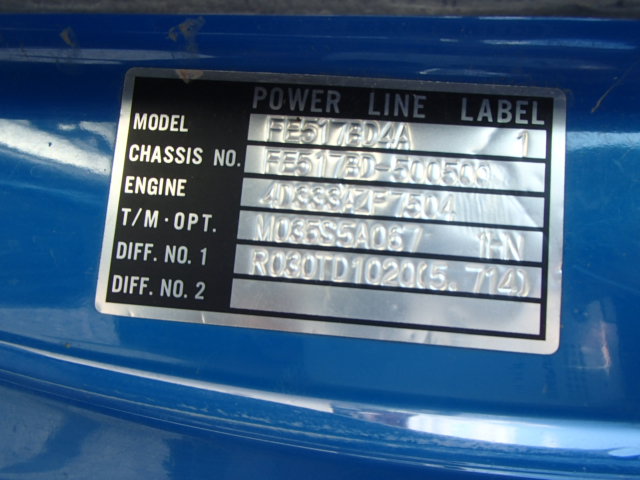 POWER LINE LABEL
MODEL FE517BD4A 1
CHASSIS NO. FE517BD-500509
ENGINE 4D33
T/M·OPT. M035S5A067 1HN
DIFF. NO. 1 R030TD1020(5.714)
DIFF. NO. 2